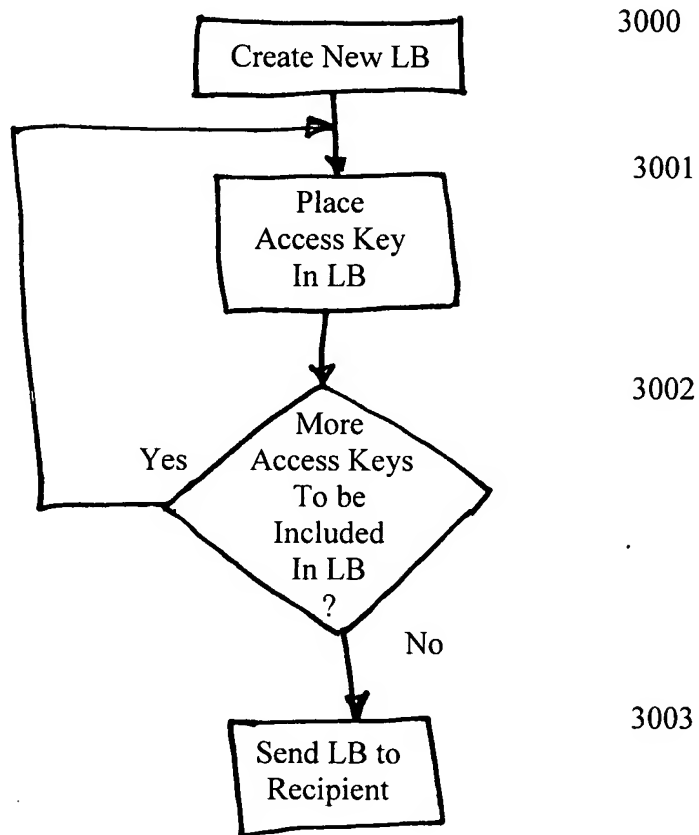 3000
Create New LB
3001
Place
Access Key
In LB
3002
More
Access Keys
To be
Included
In LB
?
Yes
No
3003
Send LB to
Recipient